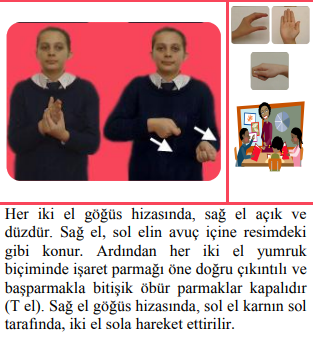 Her iki el göğüs hizasında, sağ el açık ve
düzdür. Sağ el, sol elin avuç içine resimdeki
gibi konur. Ardından her iki el yumruk
biçiminde işaret parmağı öne doğru çıkıntılı ve
başparmakla bitişik öbür parmaklar kapalıdır
(T el). Sağ el göğüs hizasında, sol el karnın sol
tarafında, iki el sola hareket ettirilir.